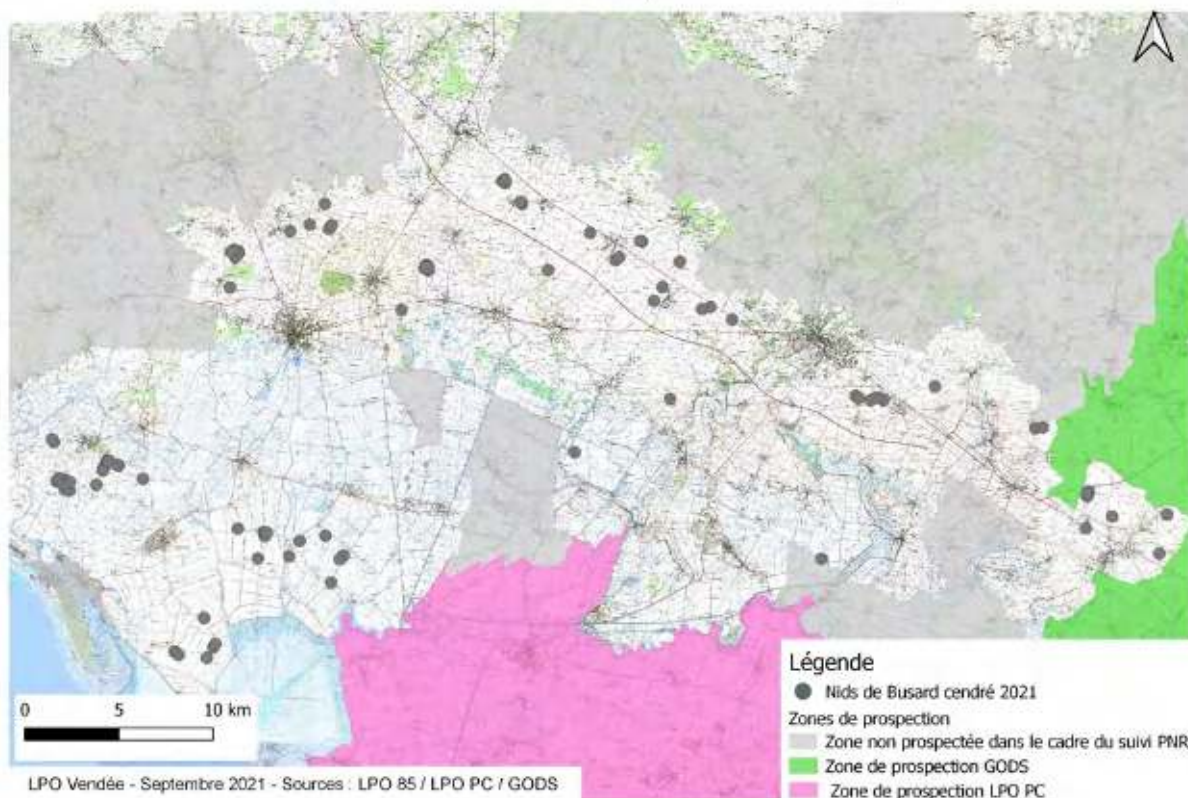 0 5 10 km
LPO Vendée - Septembre 2021 - Sources : LPO 85 / LPO PC / GODS
Légende
Nids de Busard cendré 2021
Zones de prospection
Zone non prospectée dans le cadre du suivi PNR
Zone de prospection GODS
Zone de prospection LPO PC